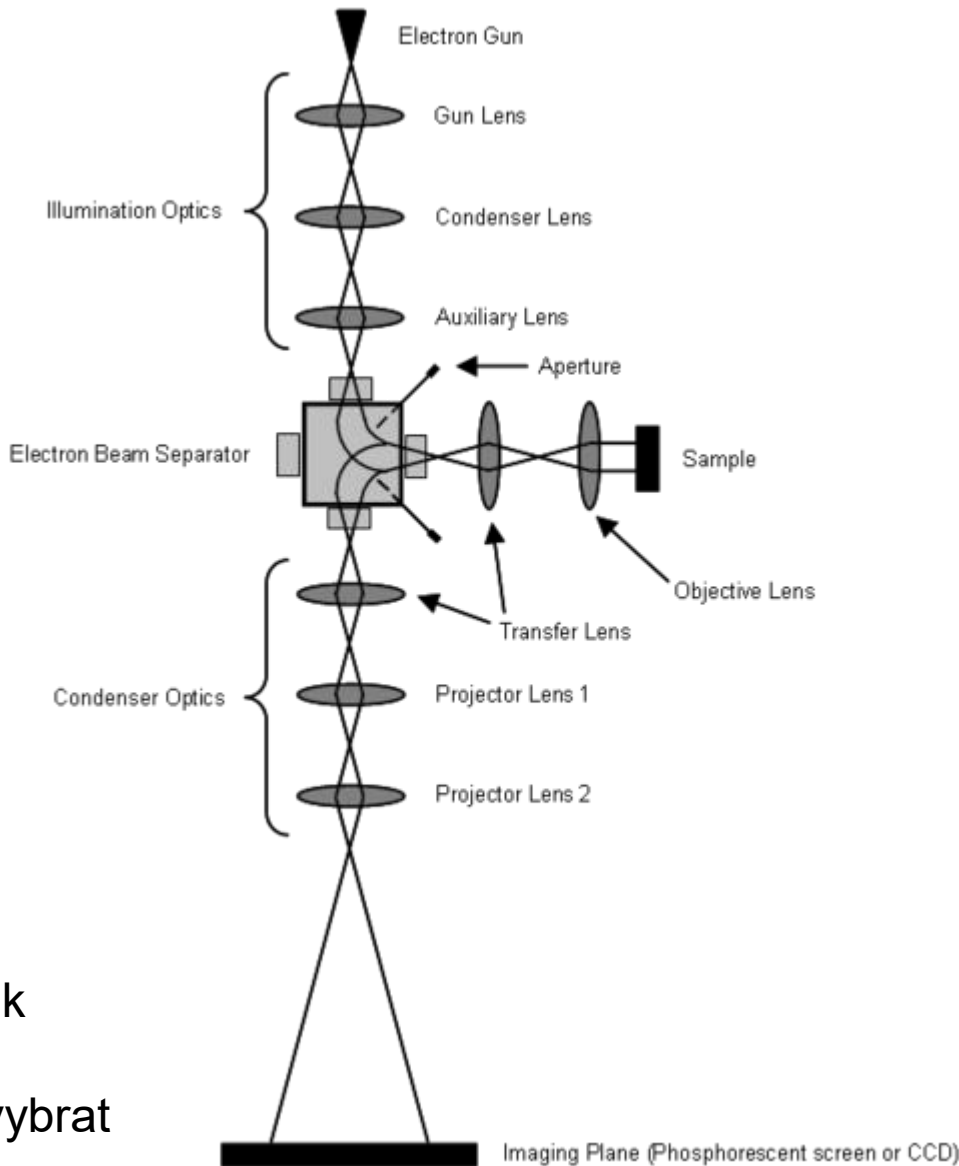 Electron Gun
Gun Lens
Illumination Optics
Condenser Lens
Auxiliary Lens
Aperture
Electron Beam Separator
Sample
Objective Lens
Transfer Lens
Condenser Optics
Projector Lens 1
Projector Lens 2
k
vybrat
Imaging Plane (Phosphorescent screen or CCD)